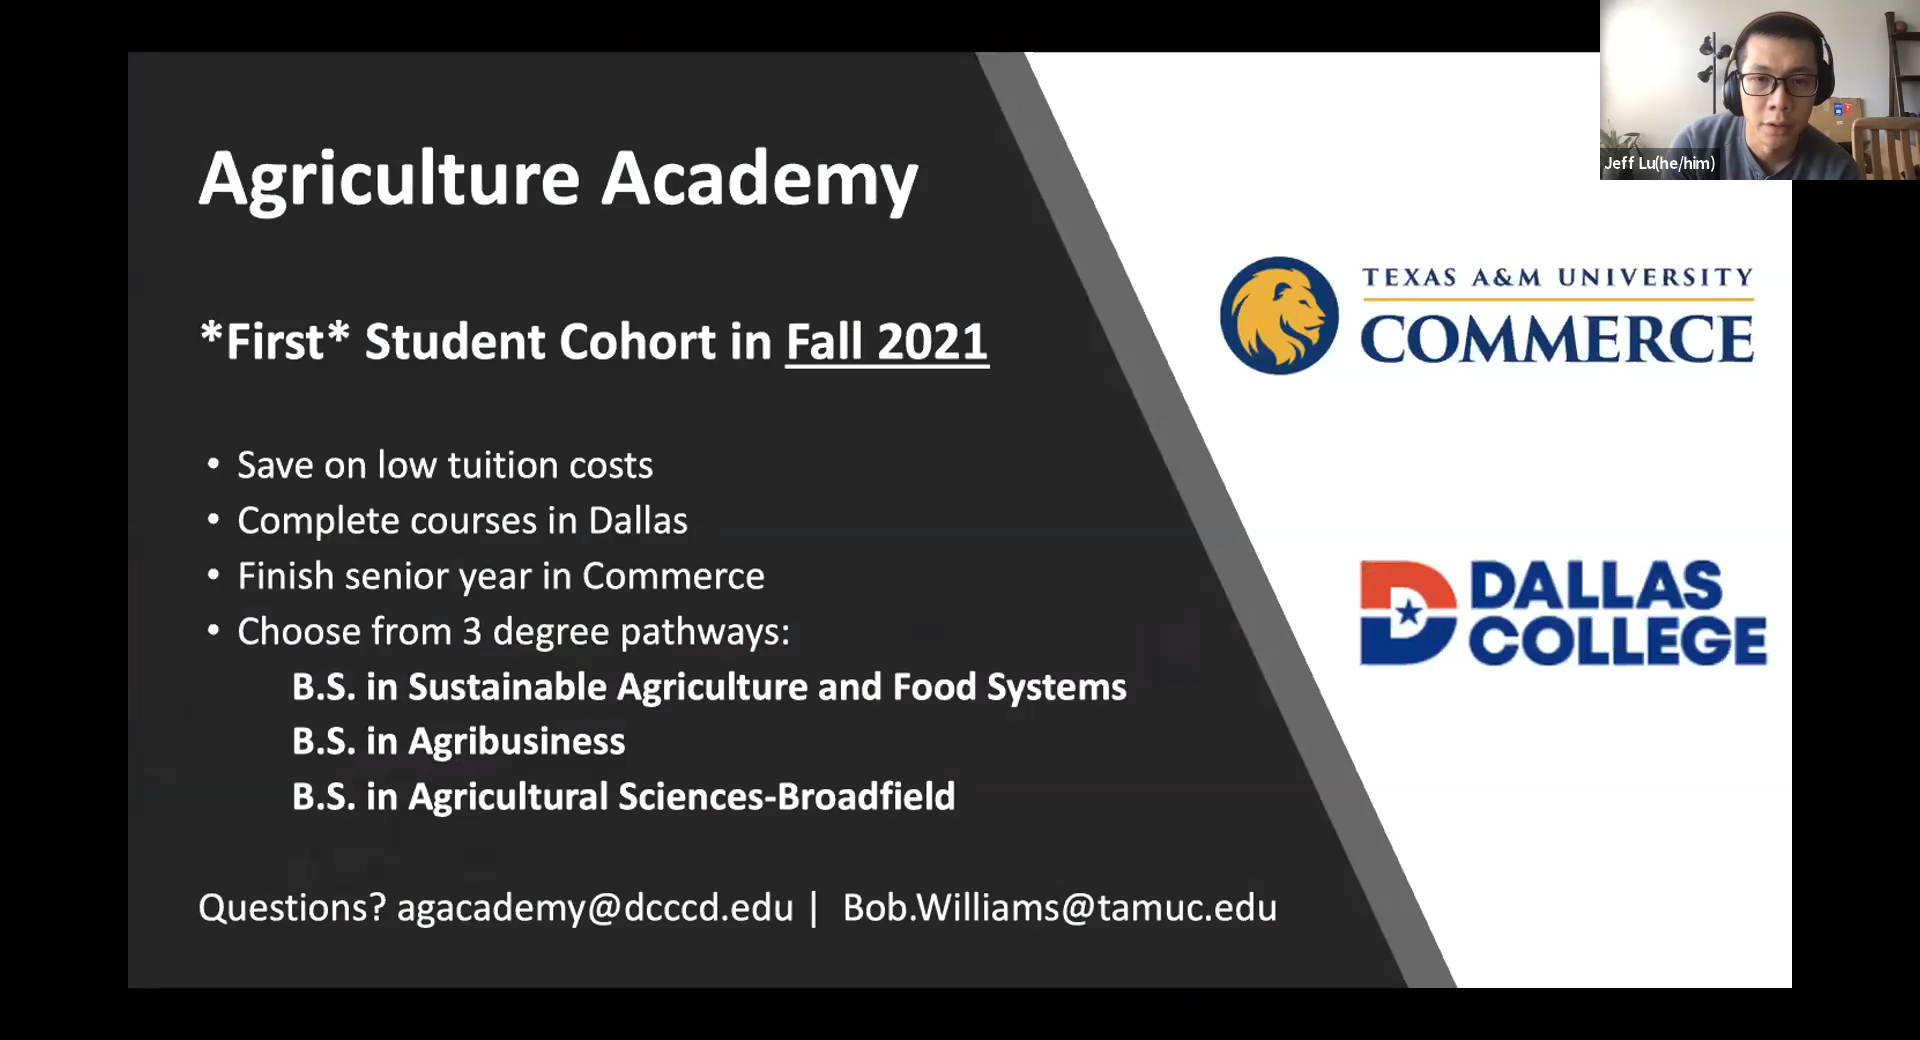 Agriculture Academy
*First* Student Cohort in Fall 2021
• Save on low tuition costs
• Complete courses in Dallas
• Finish senior year in Commerce
• Choose from 3 degree pathways:
B.S. in Sustainable Agriculture and Food Systems
B.S. in Agribusiness
B.S. in Agricultural Sciences-Broadfield
Questions? agacademy@dcccd.edu | Bob.Williams@tamuc.edu
TEXAS A&M UNIVERSITY
COMMERCE
DALLAS
COLLEGE
Jeff Lu(he/him)